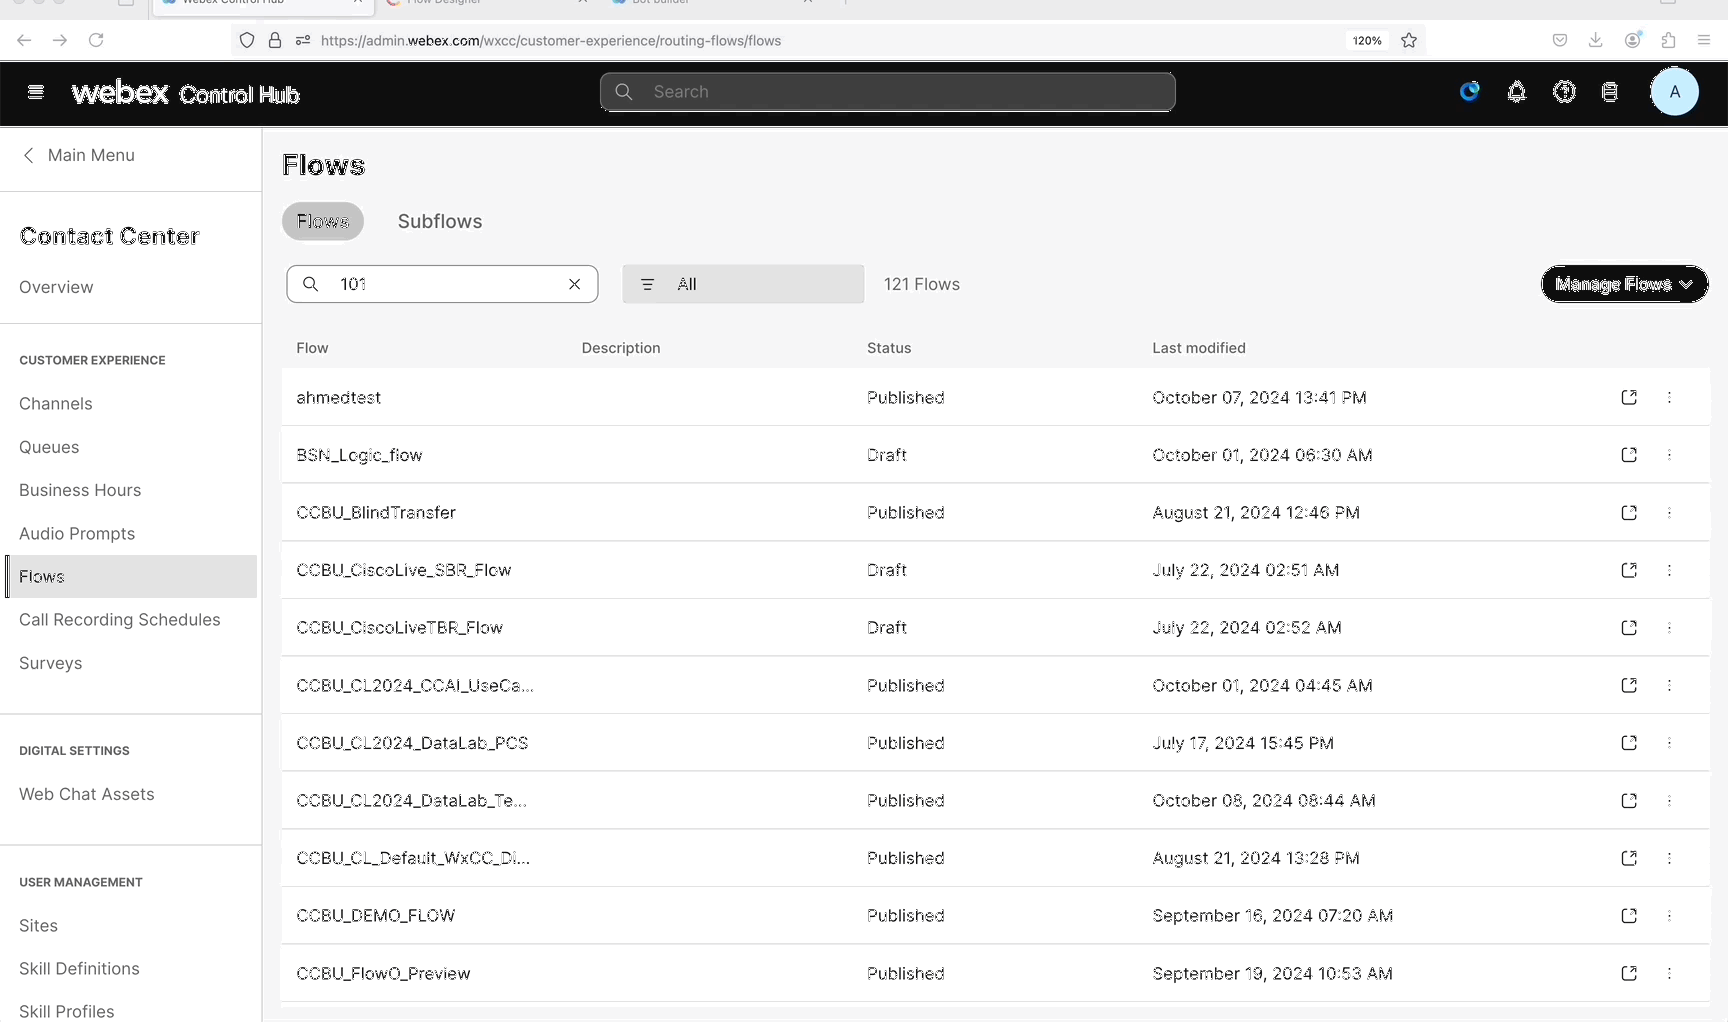 Webex Control Hub
Flow Designer
Bot Builder
https://admin.webex.com/wxcc/customer-experience/routing-flows/flows
120%
webex Control Hub
Search
A
Main Menu
Contact Center
Overview
CUSTOMER EXPERIENCE
Channels
Queues
Business Hours
Audio Prompts
Flows
Call Recording Schedules
Surveys
DIGITAL SETTINGS
Web Chat Assets
USER MANAGEMENT
Sites
Skill Definitions
Skill Profiles
Flows
Flows Subflows
101 All 121 Flows Manage Flows
Flow Description Status Last modified
ahmedtest Published October 07, 2024 13:41 PM
BSN_Logic_flow Draft October 01, 2024 06:30 AM
CCBU_BlindTransfer Published August 21, 2024 12:46 PM
CCBU_CiscoLive_SBR_Flow Draft July 22, 2024 02:51 AM
CCBU_CiscoLiveTBR_Flow Draft July 22, 2024 02:52 AM
CCBU_CL2024_CCAI_UseCa... Published October 01, 2024 04:45 AM
CCBU_CL2024_DataLab_PCS Published July 17, 2024 15:45 PM
CCBU_CL2024_DataLab_Te... Published October 08, 2024 08:44 AM
CCBU_CL_Default_WxCC_Di... Published August 21, 2024 13:28 PM
CCBU_DEMO_FLOW Published September 16, 2024 07:20 AM
CCBU_FlowO_Preview Published September 19, 2024 10:53 AM